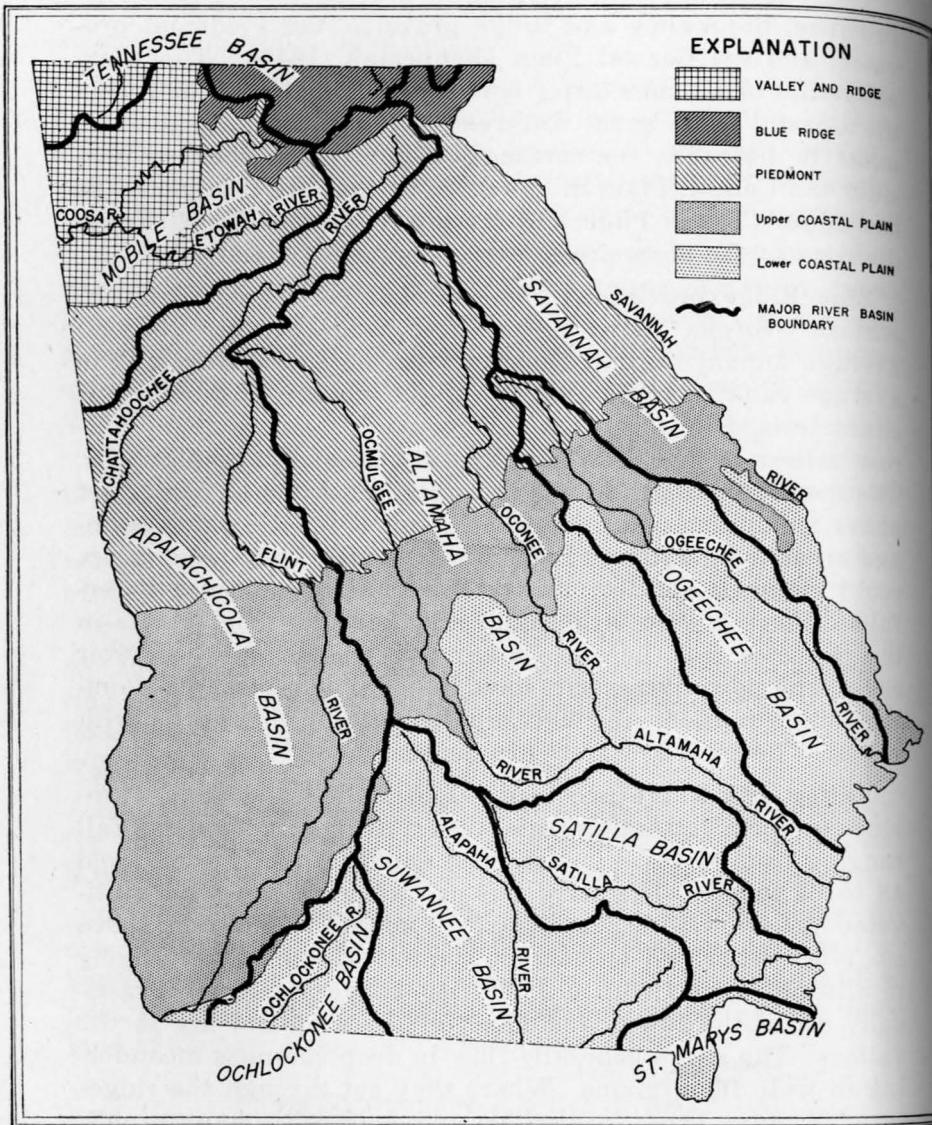 EXPLANATION
VALLEY AND RIDGE
BLUE RIDGE
PIEDMONT
Upper COASTAL PLAIN
Lower COASTAL PLAIN
MAJOR RIVER BASIN
BOUNDARY
TENNESSEE BASIN
COOSA R.
MOBILE BASIN
ETOWAH RIVER
RIVER
CHATTAHOOCHEE
SAVANNAH
RIVER
SAVANNAH BASIN
OCMULGEE
RIVER
ALTAMAHA
BASIN
OCONEE
RIVER
APALACHICOLA
BASIN
FLINT
RIVER
OGEECHEE
RIVER
OGEECHEE
BASIN
ALTAMAHA
RIVER
ALAPAHA
RIVER
SATILLA BASIN
SATILLA
RIVER
SUWANNEE
BASIN
OCHLOCKONEE R.
OCHLOCKONEE BASIN
ST. MARYS BASIN